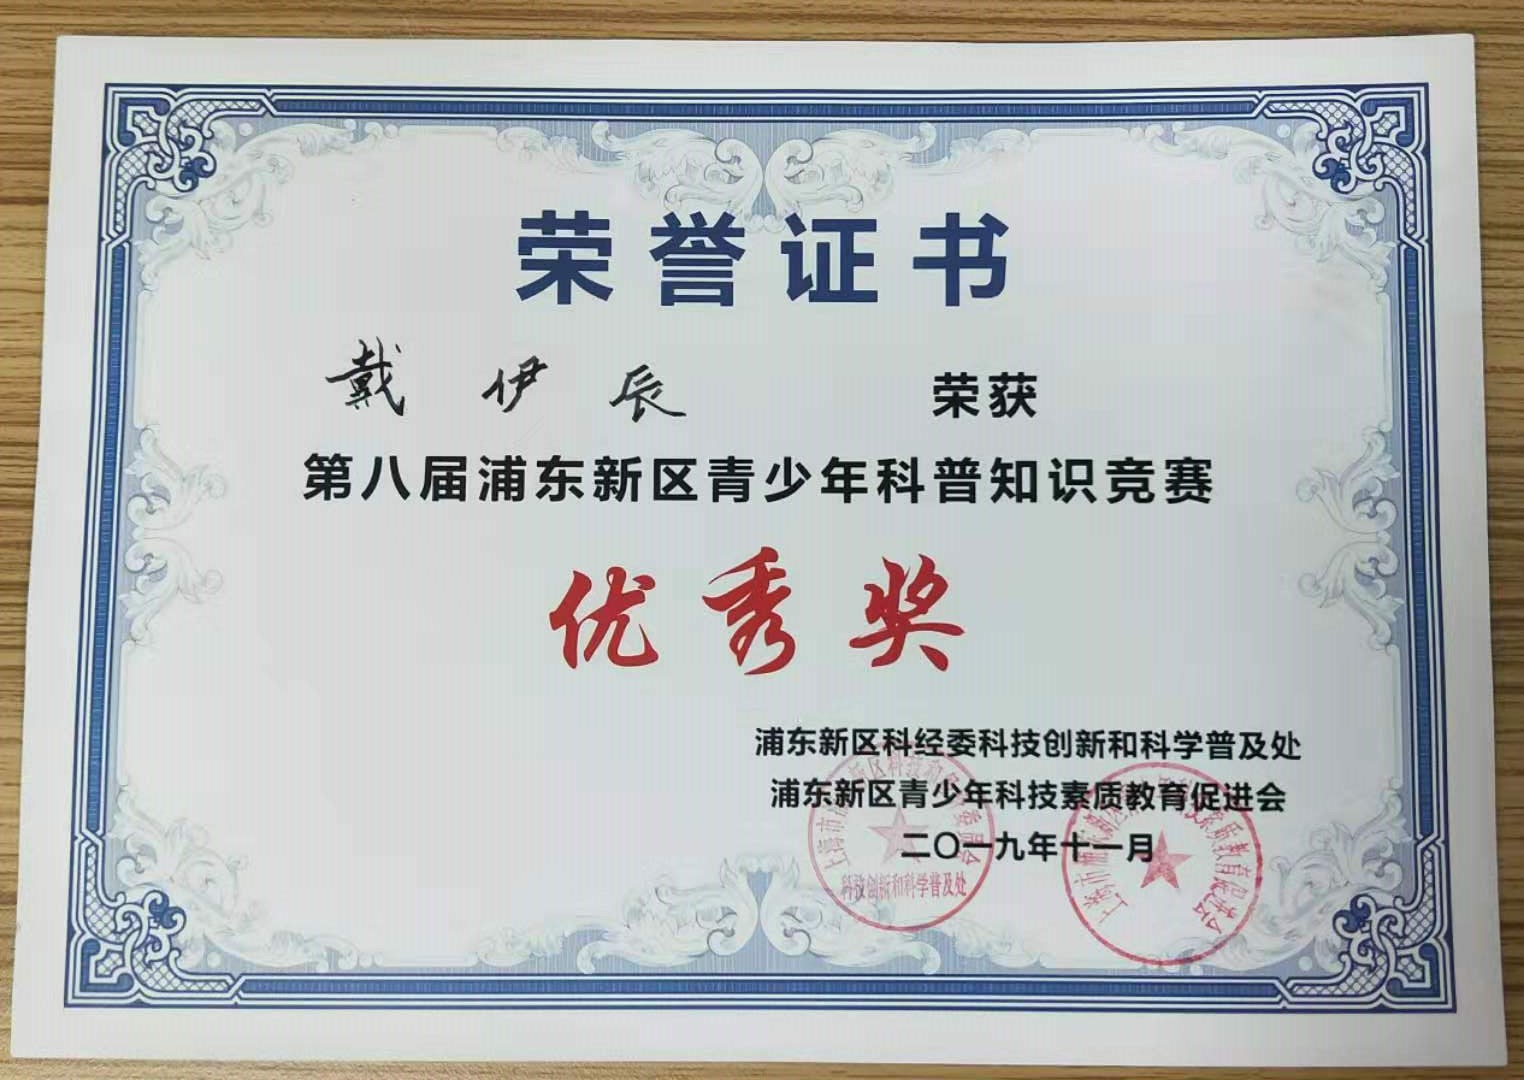 荣誉证书
戴伊辰 荣获
第八届浦东新区青少年科普知识竞赛
优秀奖
浦东新区科经委科技创新和科学普及处
浦东新区青少年科技素质教育促进会
二〇一九年十一月
科技创新和科学普及处